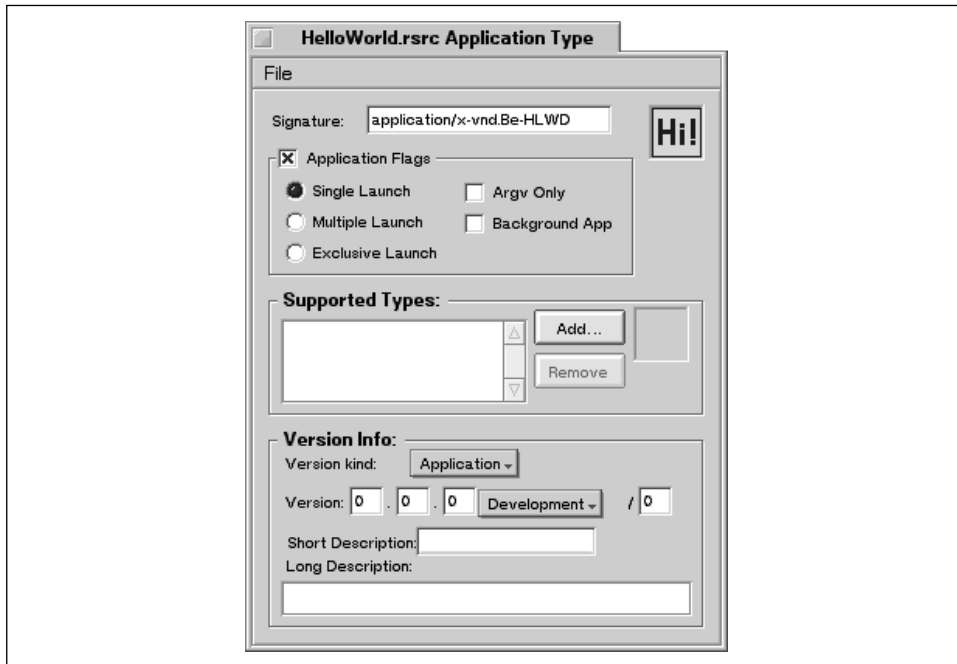 HelloWorld.rsrc Application Type
File
Signature: application/x-vnd.Be-HLWD
Hi!
Application Flags
Single Launch Argv Only
Multiple Launch Background App
Exclusive Launch
Supported Types:
Add...
Remove
Version Info:
Version kind: Application
Version: 0 . 0 . 0 Development / 0
Short Description:
Long Description: